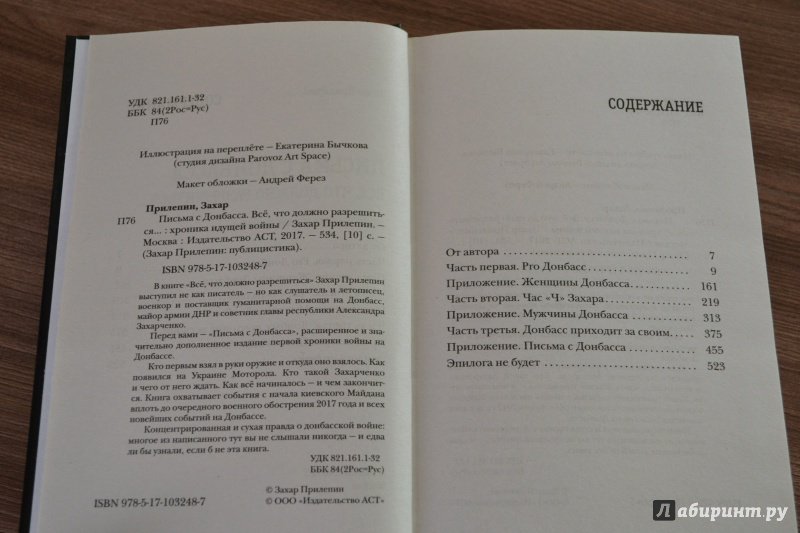 УДК 821.161.1-32
ББК 84(2Рос=Рус)
П76
Иллюстрация на переплёте — Екатерина Бычкова
(студия дизайна Parovoz Art Space)
Макет обложки — Андрей Ферез
Прилепин, Захар
П76 Письма с Донбасса. Всё, что должно разрешить-
ся... : хроника идущей войны / Захар Прилепин. —
Москва : Издательство АСТ, 2017. — 534, [10] с. —
(Захар Прилепин: публицистика).
ISBN 978-5-17-103248-7
В книге «Всё, что должно разрешиться» Захар Прилепин
выступил не как писатель — но как слушатель и летописец,
военкор и поставщик гуманитарной помощи на Донбасс,
майор армии ДНР и советник главы республики Александра
Захарченко.
Перед вами — «Письма с Донбасса», расширенное и зна-
чительно дополненное издание первой хроники войны на
Донбассе.
Кто первым взял в руки оружие и откуда оно взялось. Как
появился на Украине Моторола. Кто такой Захарченко
и чего от него ждать. Как всё начиналось — и чем закончит-
ся. Книга охватывает события с начала киевского Майдана
вплоть до очередного военного обострения 2017 года и всех
новейших событий на Донбассе.
Концентрированная и сухая правда о донбасской войне:
многое из написанного тут вы не слышали никогда — и едва
ли бы узнали, если б не эта книга.
УДК 821.161.1-32
ББК 84(2Рос=Рус)
© Захар Прилепин
ISBN 978-5-17-103248-7 © ООО «Издательство АСТ»
СОДЕРЖАНИЕ
От автора . . . . . . . . . . . . . . . . . . . . 7
Часть первая. Pro Донбасс . . . . . . . . . . . . 9
Приложение. Женщины Донбасса. . . . . . . . . 161
Часть вторая. Час «Ч» Захара . . . . . . . . . . 219
Приложение. Мужчины Донбасса . . . . . . . . 313
Часть третья. Донбасс приходит за своим. . . . . 375
Приложение. Письма с Донбасса . . . . . . . . 455
Эпилога не будет . . . . . . . . . . . . . . . . 523
Лабиринт.ру